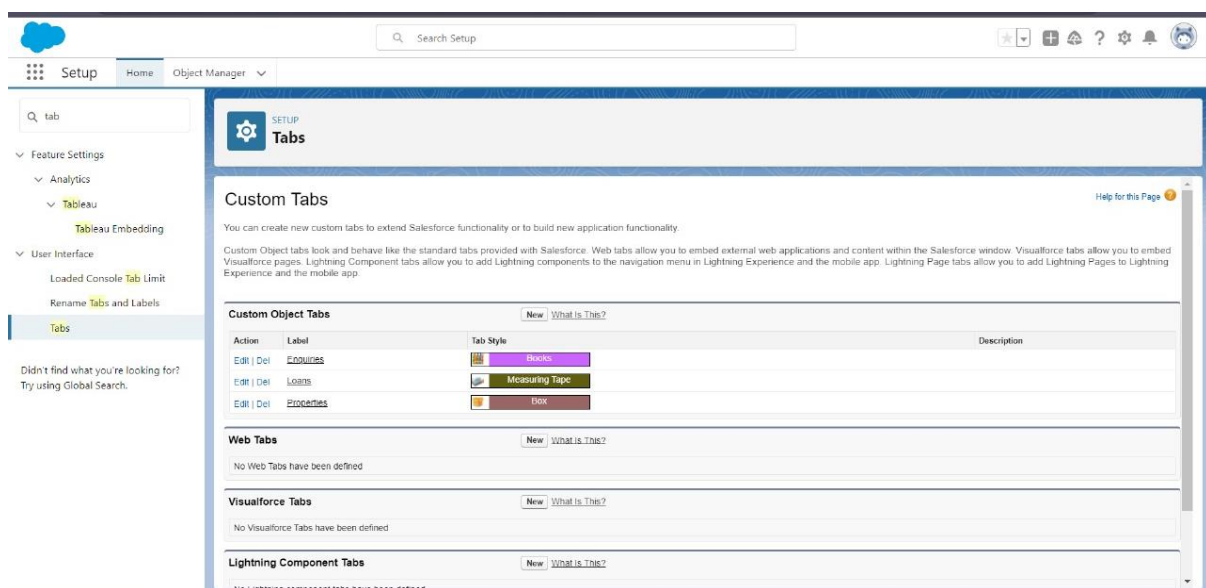 Search Setup
Setup
Home
Object Manager
tab
Feature Settings
Analytics
Tableau
Tableau Embedding
User Interface
Loaded Console Tab Limit
Rename Tabs and Labels
Tabs
Didn't find what you're looking for?
Try using Global Search.
SETUP
Tabs
Custom Tabs
Help for this Page
You can create new custom tabs to extend Salesforce functionality or to build new application functionality.
Custom Object tabs look and behave like the standard tabs provided with Salesforce. Web tabs allow you to embed external web applications and content within the Salesforce window. Visualforce tabs allow you to embed
Visualforce pages. Lightning Component tabs allow you to add Lightning components to the navigation menu in Lightning Experience and the mobile app. Lightning Page tabs allow you to add Lightning Pages to Lightning
Experience and the mobile app.
Custom Object Tabs New What Is This?
Action Label Tab Style Description
Edit | Del Enquiries Books
Edit | Del Loans Measuring Tape
Edit | Del Properties Box
Web Tabs New What Is This?
No Web Tabs have been defined
Visualforce Tabs New What Is This?
No Visualforce Tabs have been defined
Lightning Component Tabs New What Is This?
No Lightning component tabs have been defined